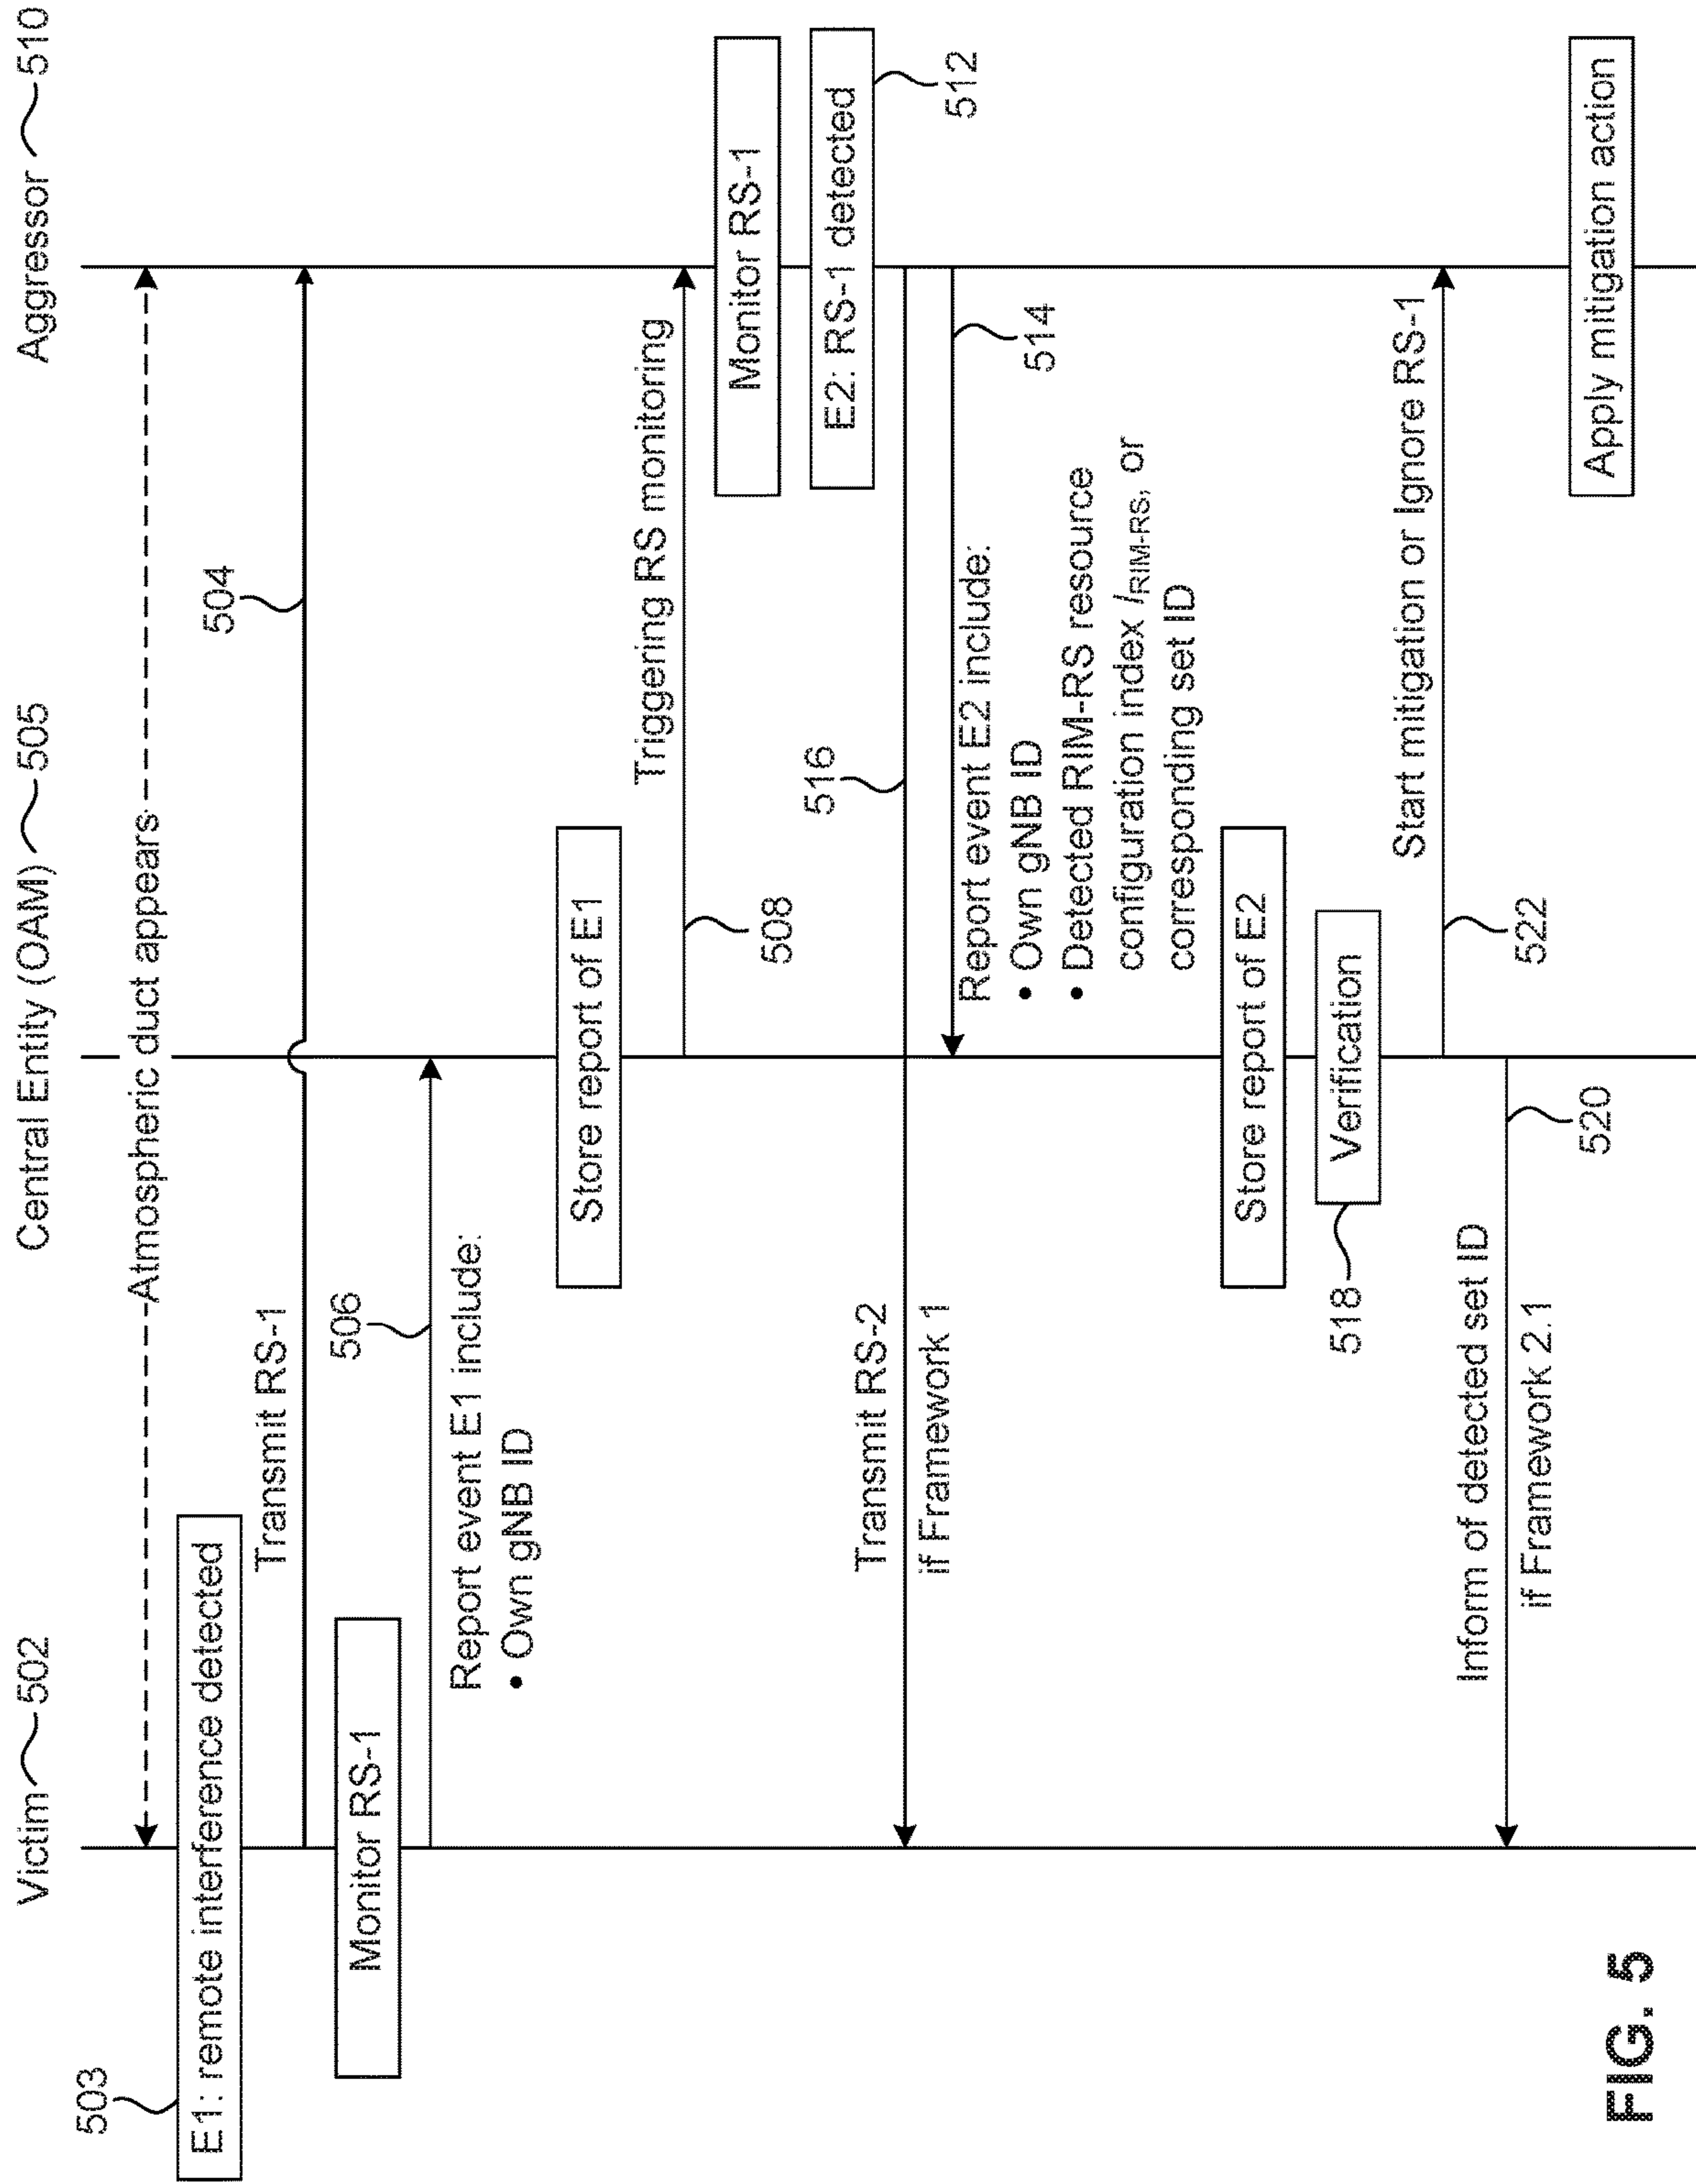 Victim 502
Central Entity (OAM) 505
Aggressor 510
Atmospheric duct appears
503
E1: remote interference detected
Transmit RS-1
504
Monitor RS-1
506
Report event E1 include:
• Own gNB ID
Store report of E1
Triggering RS monitoring
508
Monitor RS-1
E2: RS-1 detected
512
516
Transmit RS-2
if Framework 1
514
Report event E2 include:
• Own gNB ID
• Detected RIM-RS resource
configuration index IRIM-RS, or
corresponding set ID
Store report of E2
Verification
518
Start mitigation or Ignore RS-1
522
Inform of detected set ID
if Framework 2.1
520
Apply mitigation action
FIG. 5